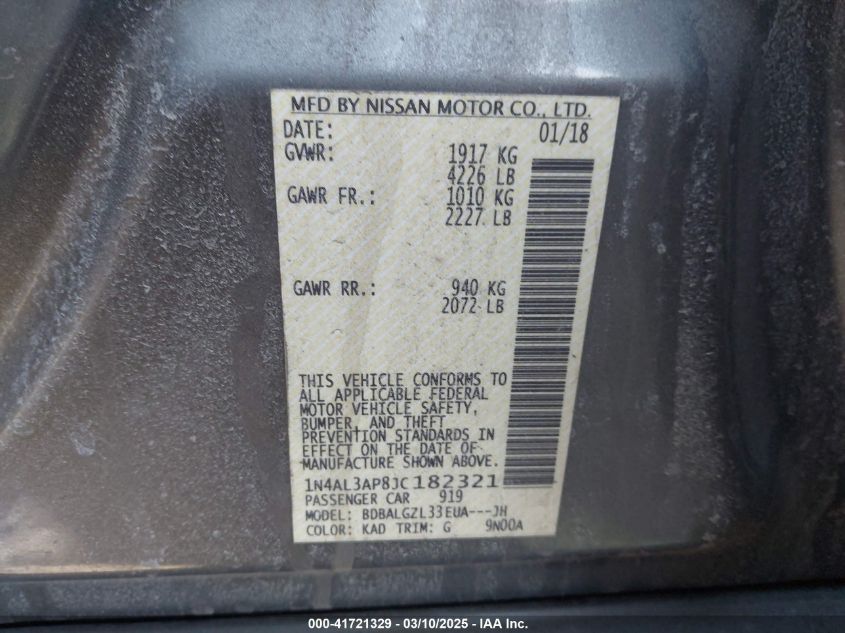 MFD BY NISSAN MOTOR CO., LTD.
DATE: 01/18
GVWR: 1917 KG
4226 LB
GAWR FR.: 1010 KG
2227 LB
GAWR RR.: 940 KG
2072 LB
THIS VEHICLE CONFORMS TO
ALL APPLICABLE FEDERAL
MOTOR VEHICLE SAFETY,
BUMPER, AND THEFT
PREVENTION STANDARDS IN
EFFECT ON THE DATE OF
MANUFACTURE SHOWN ABOVE.
1N4AL3AP8JC182321
PASSENGER CAR 919
MODEL: BDBALGZL33EUA---JH
COLOR: KAD TRIM: G 9N00A
000-41721329 - 03/10/2025 - IAA Inc.